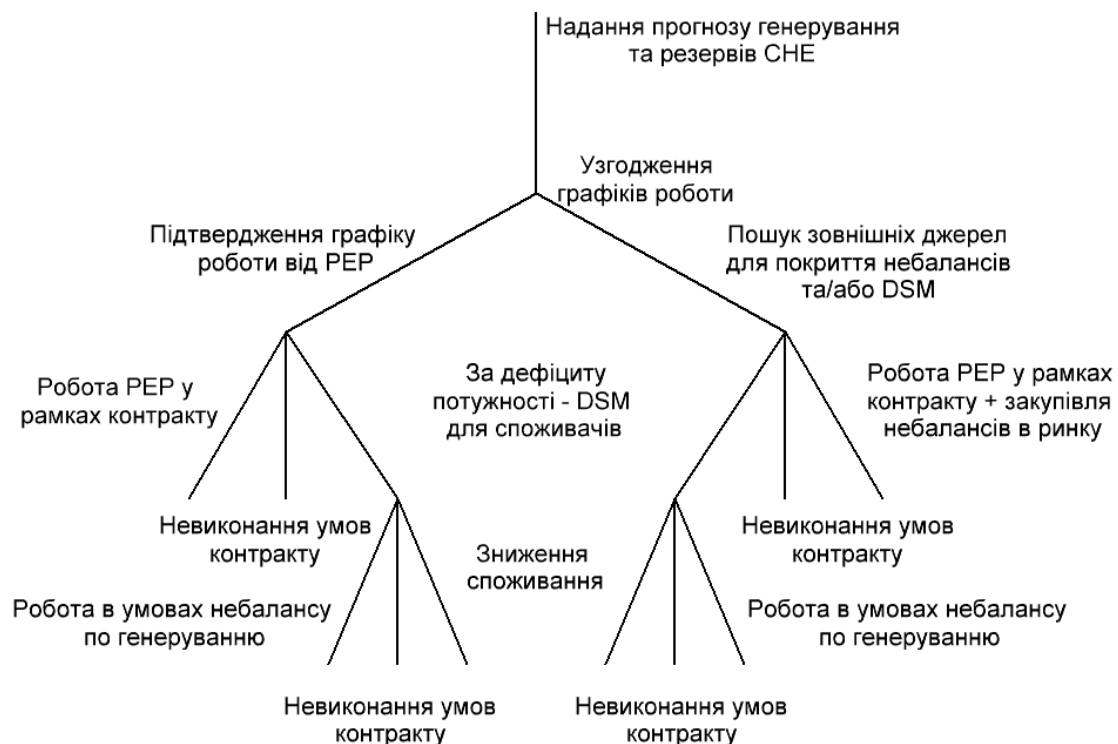 Надання прогнозу генерування
та резервів СНЕ
Узгодження
графіків роботи
Підтвердження графіку
роботи від РЕР
Пошук зовнішніх джерел
для покриття небалансів
та/або DSM
Робота РЕР у
рамках контракту
За дефіциту
потужності - DSM
для споживачів
Робота РЕР у рамках
контракту + закупівля
небалансів в ринку
Невиконання умов
контракту
Зниження
споживання
Невиконання умов
контракту
Робота в умовах небалансу
по генеруванню
Робота в умовах небалансу
по генеруванню
Невиконання умов
контракту
Невиконання умов
контракту